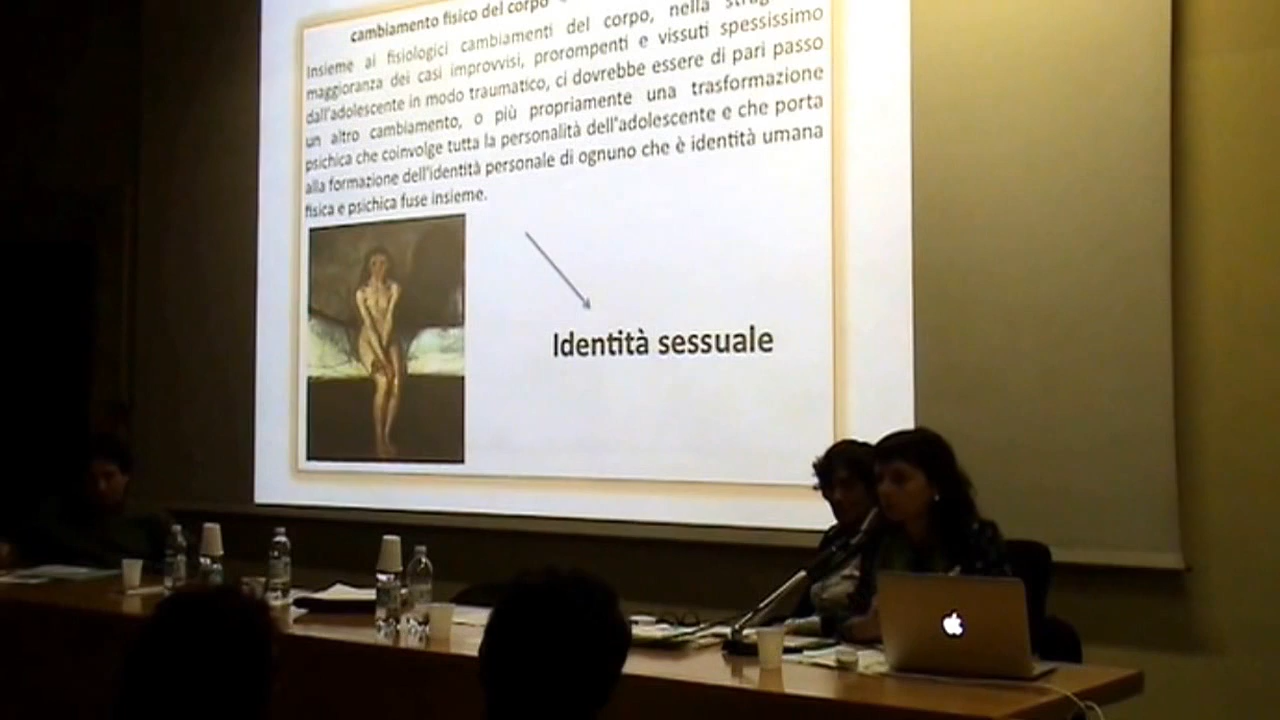 cambiamento fisico del corpo
Insieme ai fisiologici cambiamenti del corpo, nella
maggioranza dei casi improvvisi, prorompenti e vissuti spessissimo
dall'adolescente in modo traumatico, ci dovrebbe essere di pari passo
un altro cambiamento, o più propriamente una trasformazione
psichica che coinvolge tutta la personalità dell'adolescente e che porta
alla formazione dell'identità personale di ognuno che è identità umana
fisica e psichica fuse insieme.
Identità sessuale